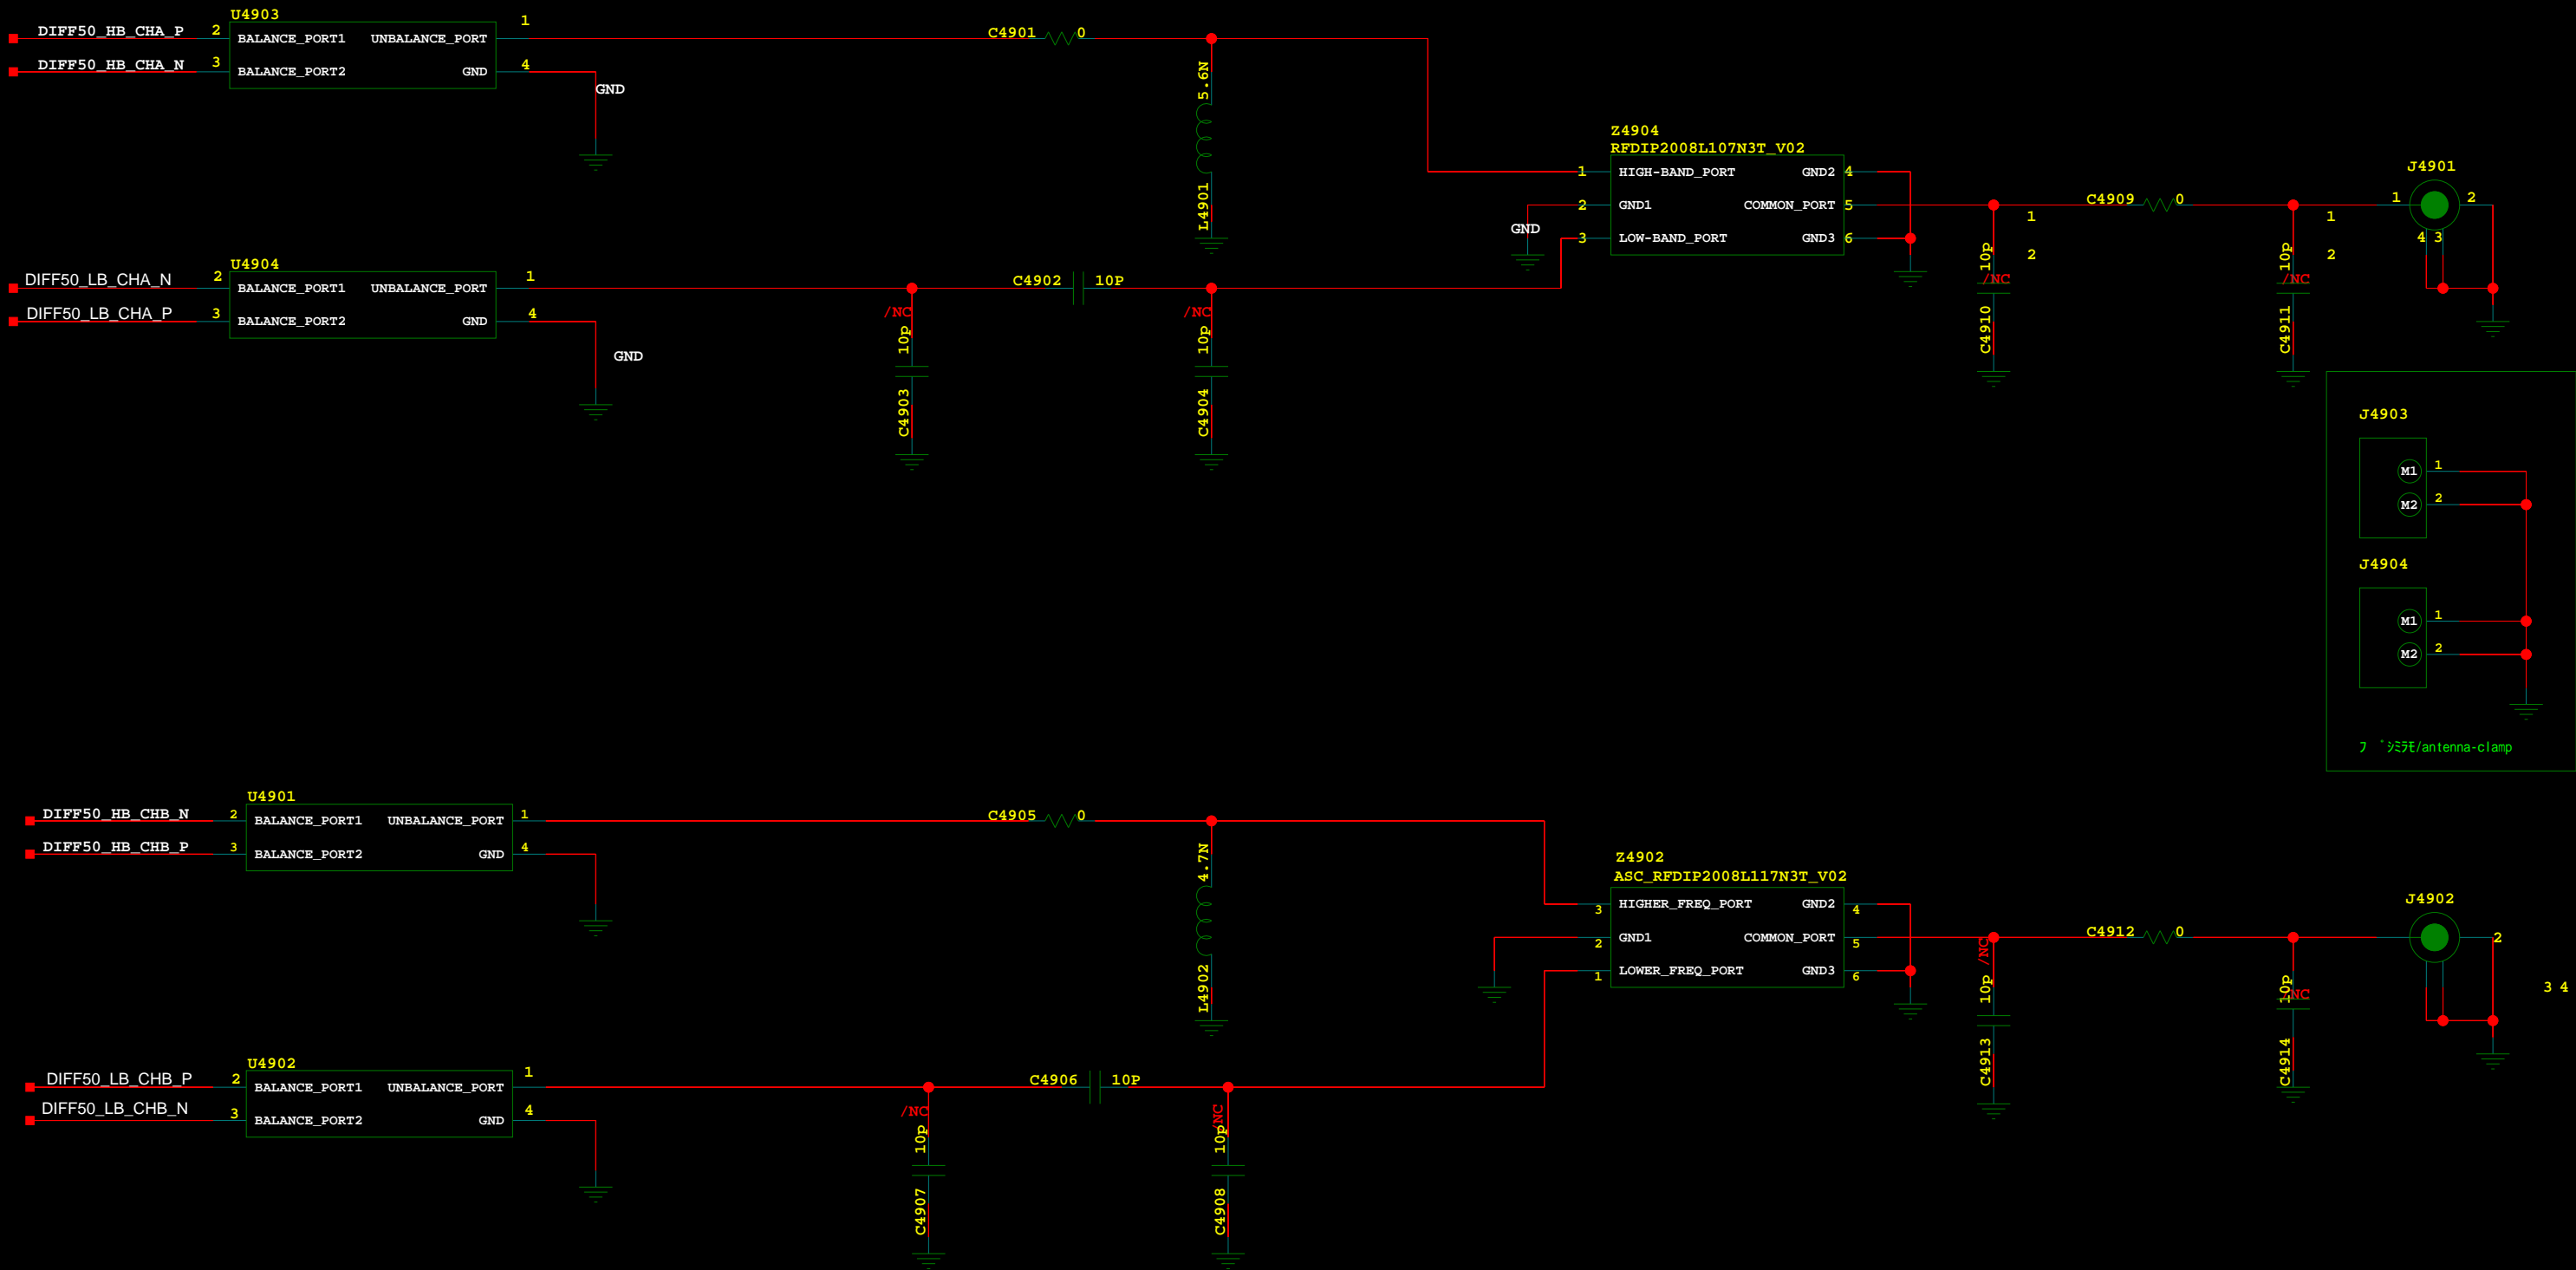 U4903
DIFF50_HB_CHA_P
2
BALANCE_PORT1
UNBALANCE_PORT
1
DIFF50_HB_CHA_N
3
BALANCE_PORT2
GND
4
GND
C4901
0
5.6N
L4901
U4904
DIFF50_LB_CHA_N
2
BALANCE_PORT1
UNBALANCE_PORT
1
DIFF50_LB_CHA_P
3
BALANCE_PORT2
GND
4
GND
C4902
10P
/NC
10p
C4903
/NC
10p
C4904
Z4904
RFDIP2008L107N3T_V02
1
HIGH-BAND_PORT
GND2
4
2
GND1
COMMON_PORT
5
3
LOW-BAND_PORT
GND3
6
GND
C4909
0
1
2
10p
/NC
C4910
1
2
10p
/NC
C4911
J4901
1
2
4 3
J4903
M1
1
M2
2
J4904
M1
1
M2
2
/antenna-clamp
U4901
DIFF50_HB_CHB_N
2
BALANCE_PORT1
UNBALANCE_PORT
1
DIFF50_HB_CHB_P
3
BALANCE_PORT2
GND
4
C4905
0
4.7N
L4902
Z4902
ASC_RFDIP2008L117N3T_V02
3
HIGHER_FREQ_PORT
GND2
4
2
GND1
COMMON_PORT
5
1
LOWER_FREQ_PORT
GND3
6
C4912
0
/NC
10p
C4913
10p
/NC
C4914
J4902
2
3 4
U4902
DIFF50_LB_CHB_P
2
BALANCE_PORT1
UNBALANCE_PORT
1
DIFF50_LB_CHB_N
3
BALANCE_PORT2
GND
4
C4906
10P
/NC
10p
C4907
/NC
10p
C4908